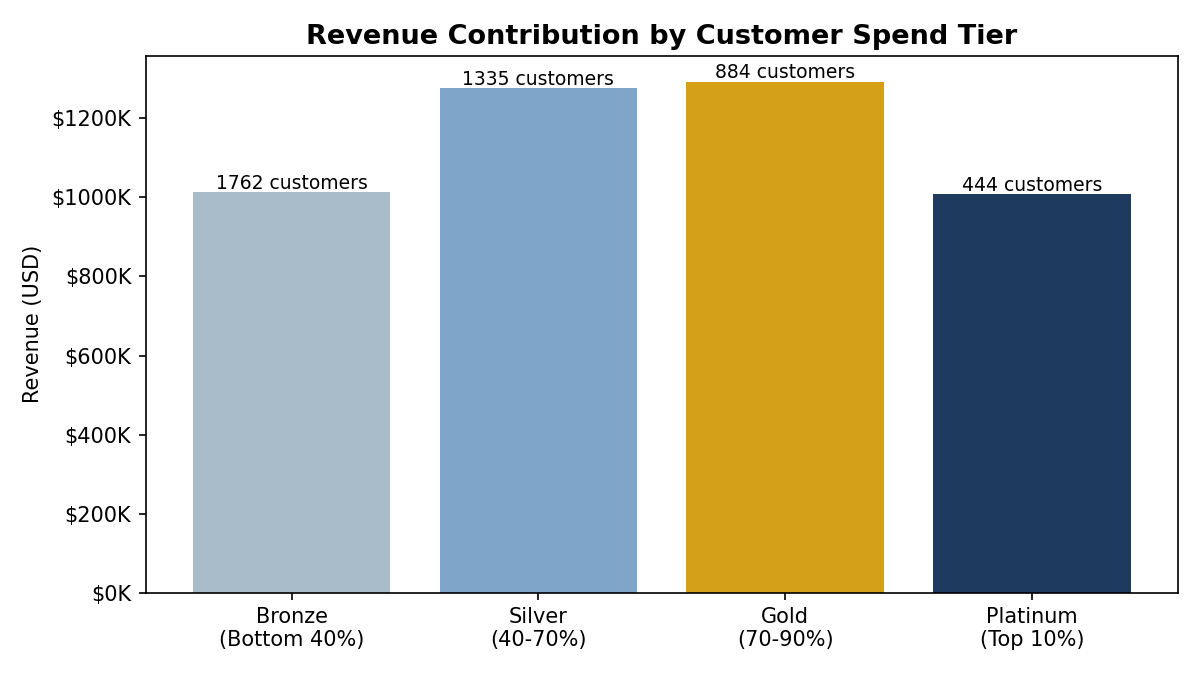 Revenue Contribution by Customer Spend Tier
Revenue (USD)
$1200K
$1000K
$800K
$600K
$400K
$200K
$0K
1762 customers
1335 customers
884 customers
444 customers
Bronze
(Bottom 40%)
Silver
(40-70%)
Gold
(70-90%)
Platinum
(Top 10%)